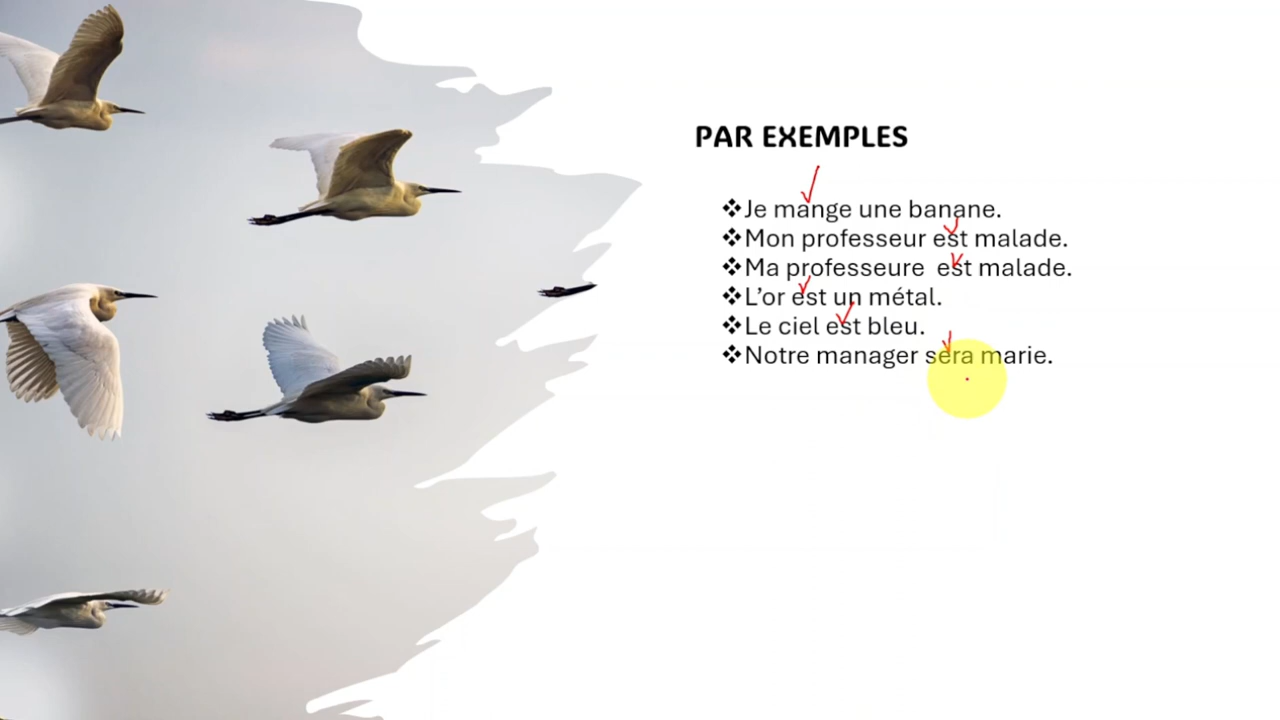 PAR EXEMPLES
❖Je mange une banane.
❖Mon professeur est malade.
❖Ma professeure est malade.
❖L’or est un métal.
❖Le ciel est bleu.
❖Notre manager sera marie.